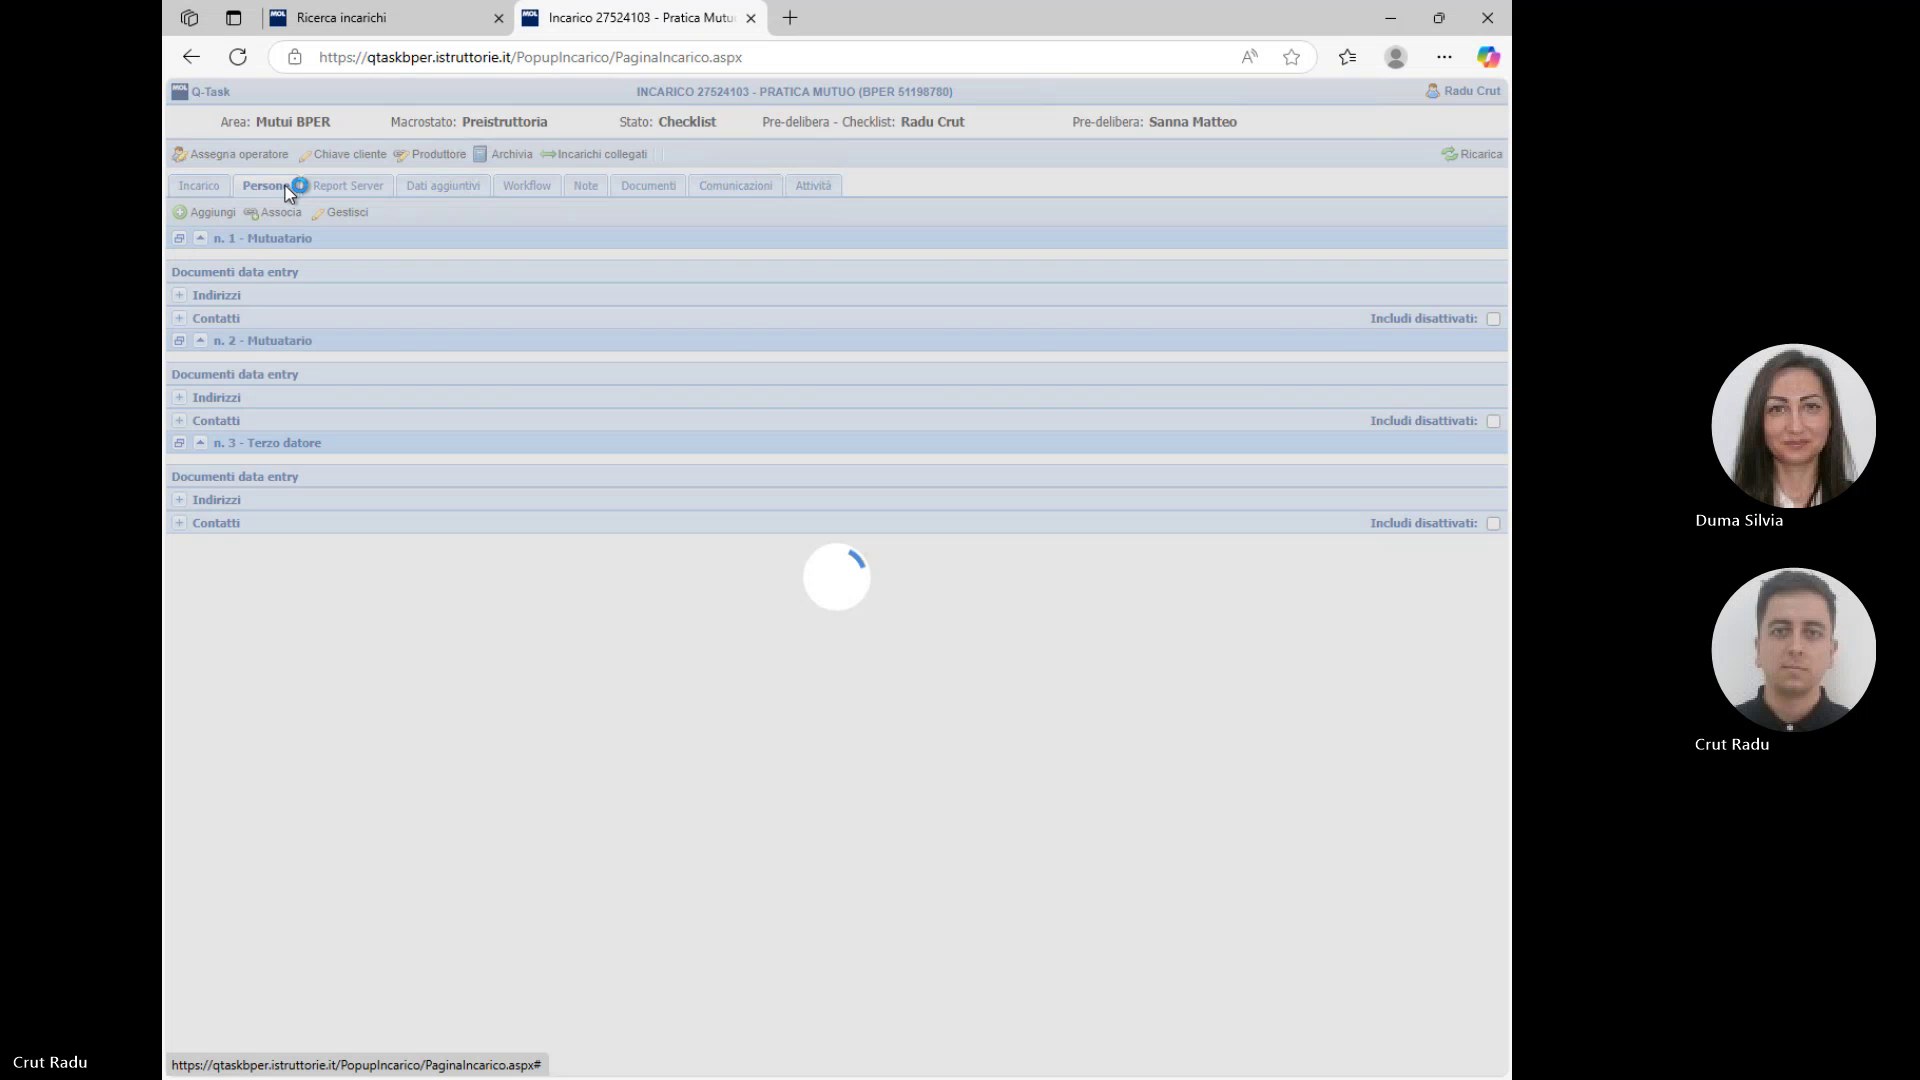 Ricerca incarichi
Incarico 27524103 - Pratica Mutu
https://qtaskbper.istruttorie.it/PopupIncarico/PaginaIncarico.aspx
MOL Q-Task
INCARICO 27524103 - PRATICA MUTUO (BPER 51198780)
Radu Crut
Area: Mutui BPER Macrostato: Preistruttoria Stato: Checklist Pre-delibera - Checklist: Radu Crut Pre-delibera: Sanna Matteo
Assegna operatore Chiave cliente Produttore Archivia Incarichi collegati Ricarica
Incarico Persone Report Server Dati aggiuntivi Workflow Note Documenti Comunicazioni Attività
Aggiungi Associa Gestisci
n. 1 - Mutuatario
Documenti data entry
Indirizzi
Contatti Includi disattivati:
n. 2 - Mutuatario
Documenti data entry
Indirizzi
Contatti Includi disattivati:
n. 3 - Terzo datore
Documenti data entry
Indirizzi
Contatti Includi disattivati:
https://qtaskbper.istruttorie.it/PopupIncarico/PaginaIncarico.aspx#
Duma Silvia
Crut Radu
Crut Radu